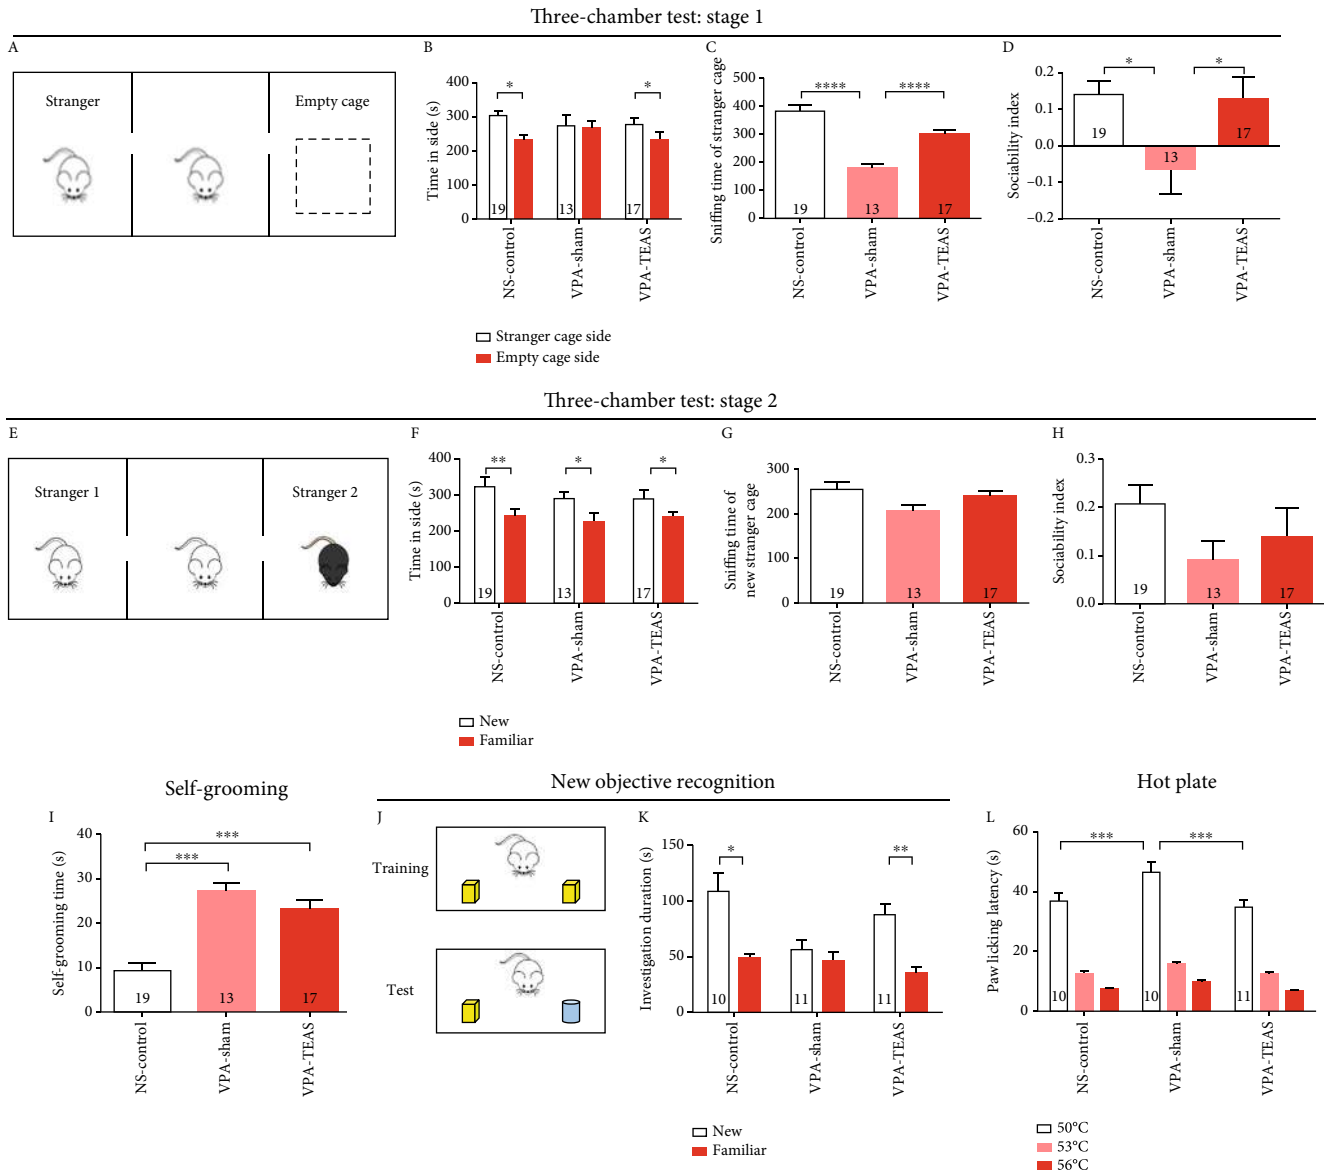 Three-chamber test: stage 1
A
Stranger
Empty cage
B
Time in side (s)
400
300
200
100
0
*
*
19
13
17
NS-control
VPA-sham
VPA-TEAS
Stranger cage side
Empty cage side
C
Sniffing time of stranger cage
500
400
300
200
100
0
****
****
19
13
17
NS-control
VPA-sham
VPA-TEAS
D
Sociability index
0.2
0.1
0.0
–0.1
–0.2
*
*
19
13
17
NS-control
VPA-sham
VPA-TEAS
Three-chamber test: stage 2
E
Stranger 1
Stranger 2
F
Time in side (s)
400
300
200
100
0
**
*
*
19
13
17
NS-control
VPA-sham
VPA-TEAS
New
Familiar
G
Sniffing time of
new stranger cage
300
200
100
0
19
13
17
NS-control
VPA-sham
VPA-TEAS
H
Sociability index
0.3
0.2
0.1
0.0
19
13
17
NS-control
VPA-sham
VPA-TEAS
Self-grooming
I
Self-grooming time (s)
40
30
20
10
0
***
***
19
13
17
NS-control
VPA-sham
VPA-TEAS
New objective recognition
J
Training
Test
K
Investigation duration (s)
150
100
50
0
*
**
10
11
11
NS-control
VPA-sham
VPA-TEAS
New
Familiar
Hot plate
L
Paw licking latency (s)
60
40
20
0
***
***
10
10
11
NS-control
VPA-sham
VPA-TEAS
50°C
53°C
56°C